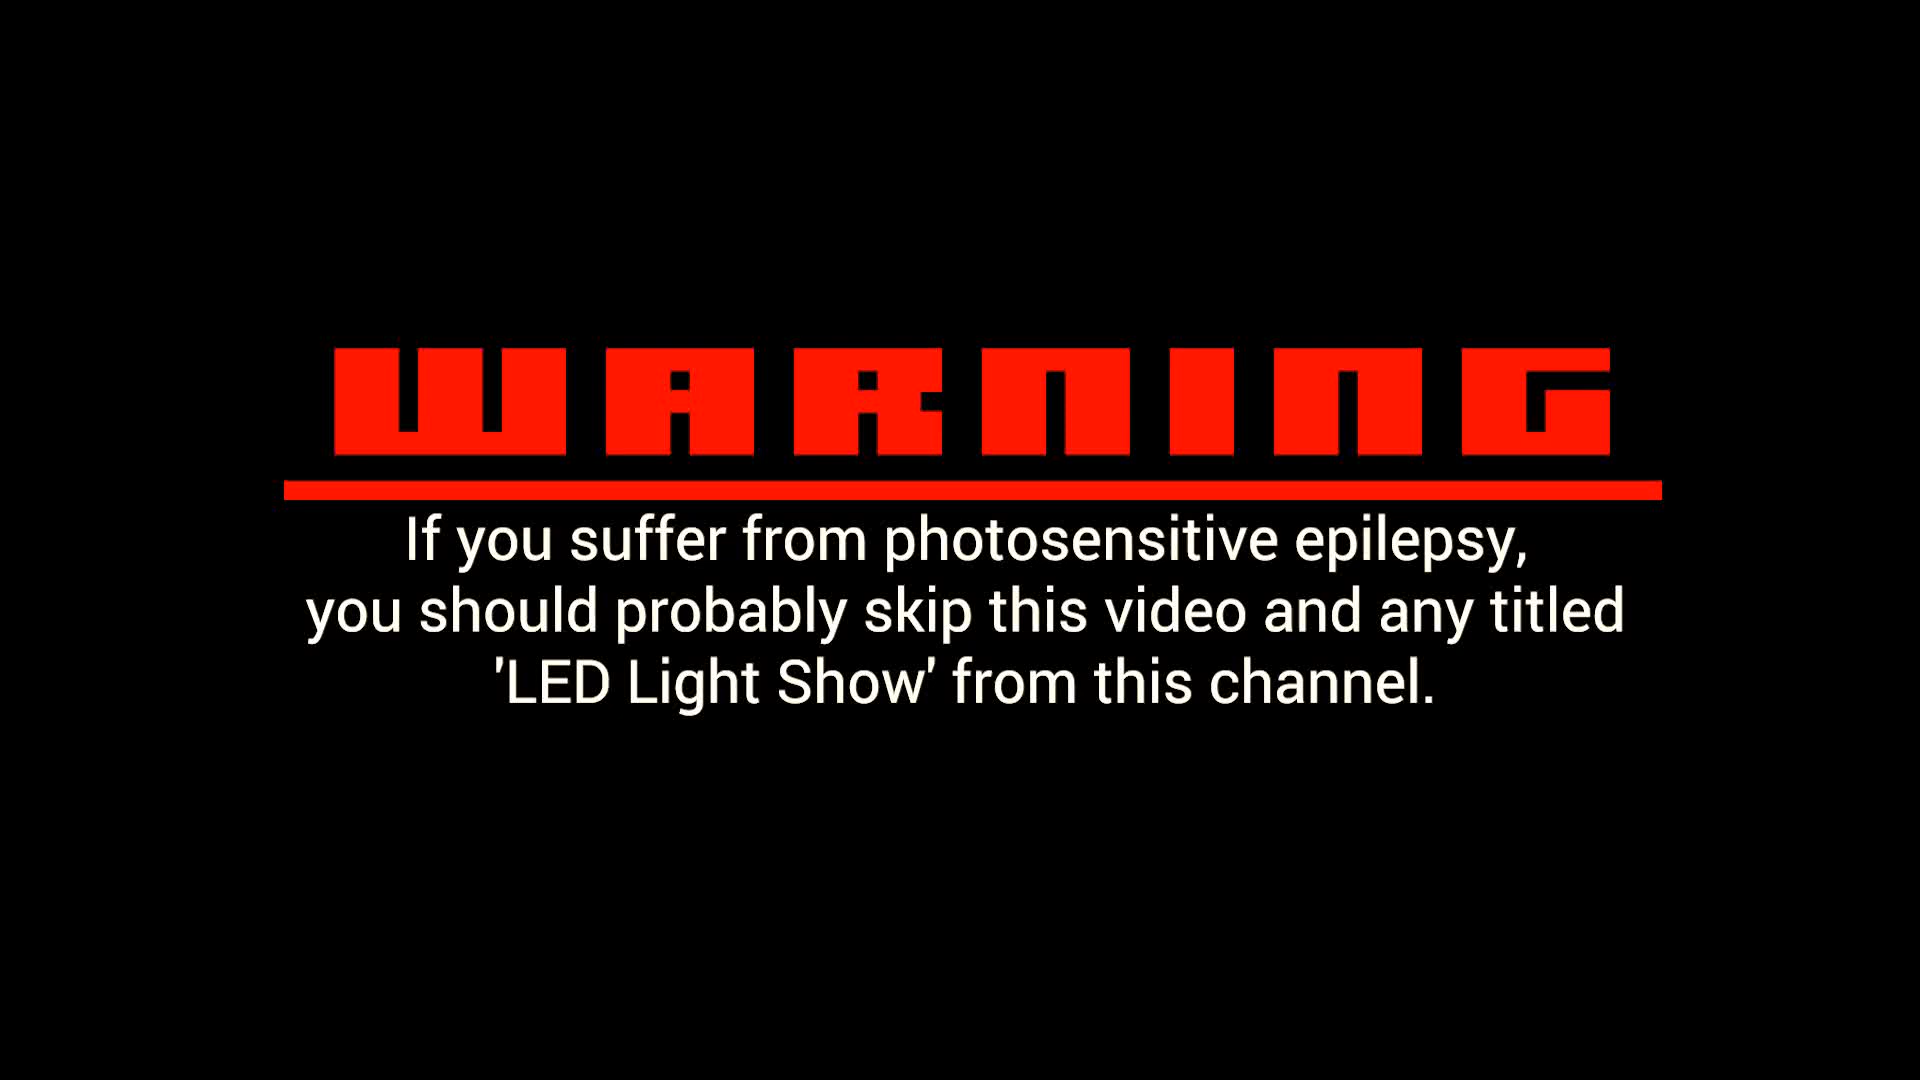 WARNING
If you suffer from photosensitive epilepsy,
you should probably skip this video and any titled
'LED Light Show' from this channel.